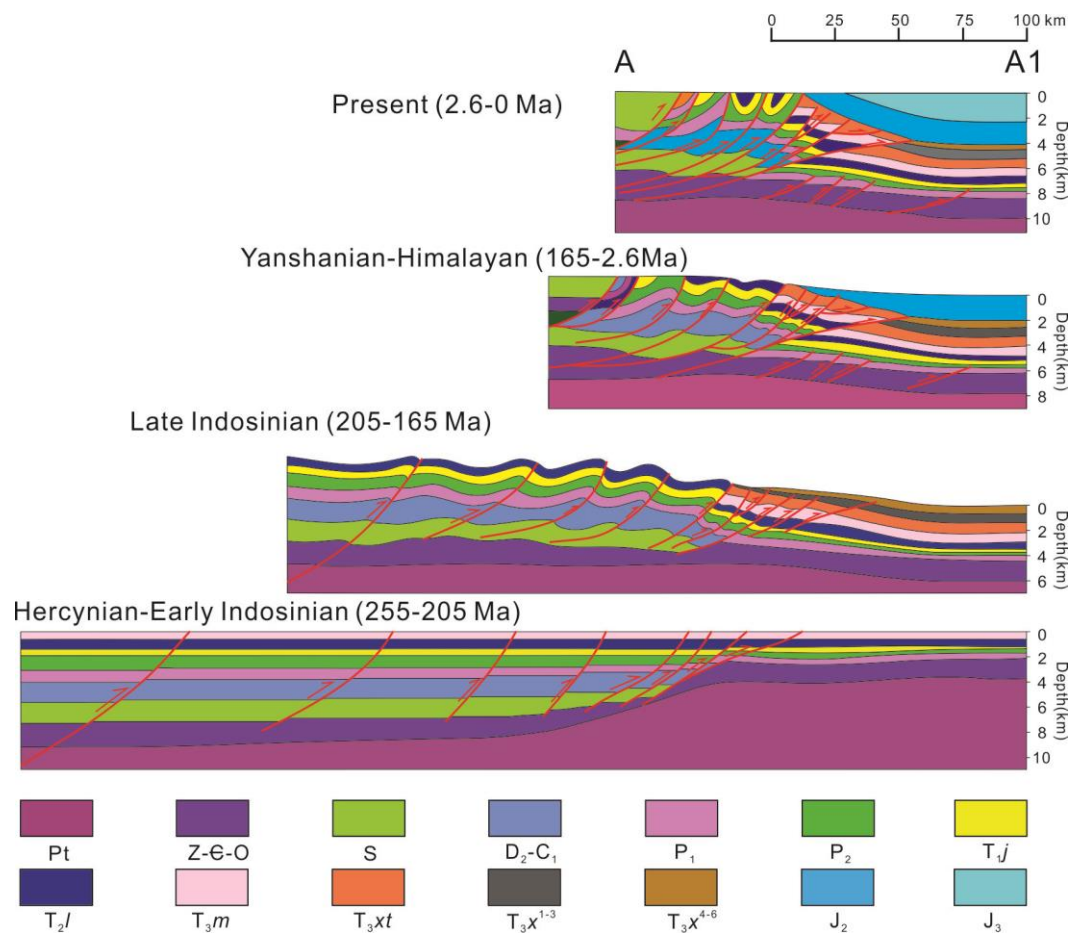 0 25 50 75 100 km
A A1
Present (2.6-0 Ma)
0
2
4
6
8
10
Depth(km)
Yanshanian-Himalayan (165-2.6Ma)
0
2
4
6
8
Depth(km)
Late Indosinian (205-165 Ma)
0
2
4
6
Depth(km)
Hercynian-Early Indosinian (255-205 Ma)
0
2
4
6
8
10
Depth(km)
Pt Z-Є-O S D₂-C₁ P₁ P₂ T₁j
T₂l T₃m T₃xt T₃x¹⁻³ T₃x⁴⁻⁶ J₂ J₃